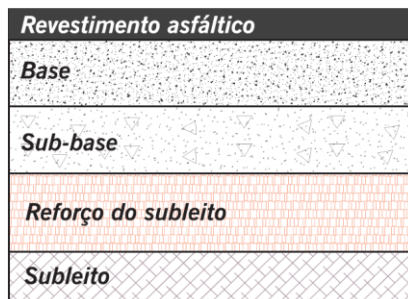 Revestimento asfáltico
Base
Sub-base
Reforço do subleito
Subleito